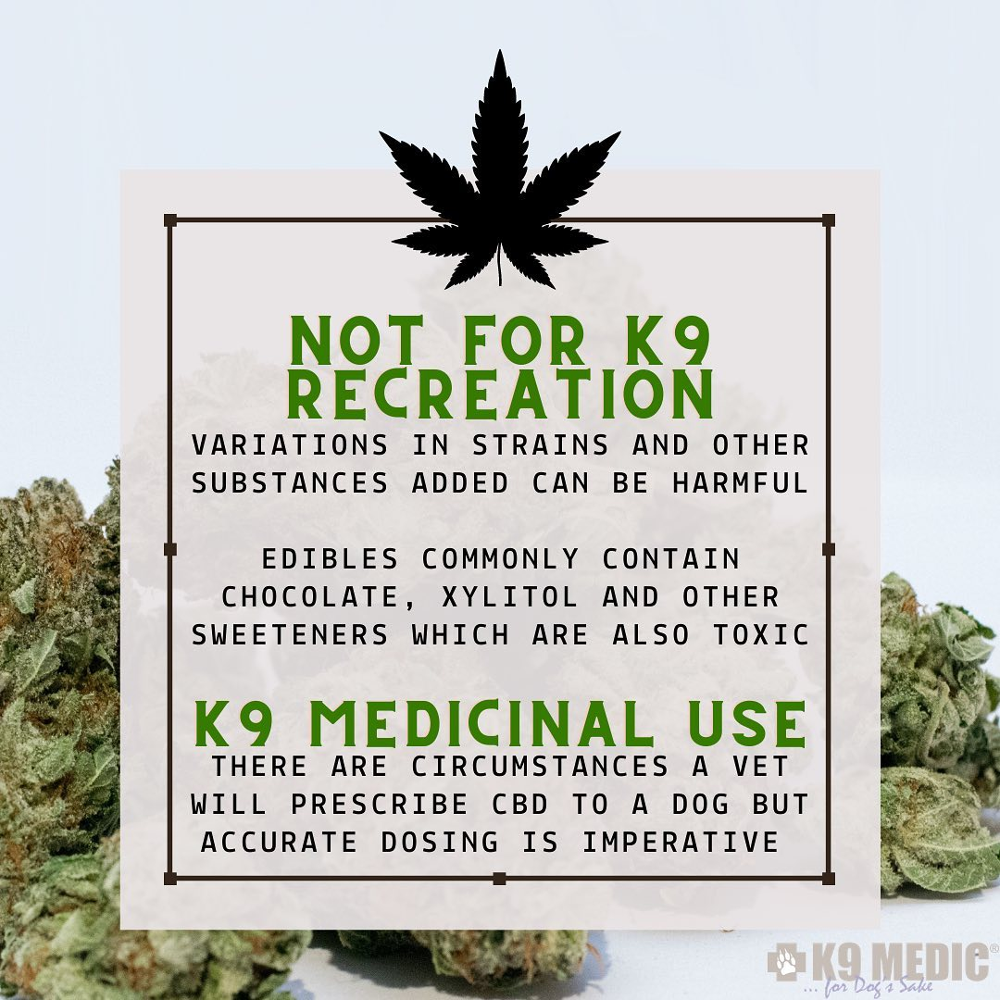 NOT FOR K9
RECREATION
VARIATIONS IN STRAINS AND OTHER
SUBSTANCES ADDED CAN BE HARMFUL
EDIBLES COMMONLY CONTAIN
CHOCOLATE, XYLITOL AND OTHER
SWEETENERS WHICH ARE ALSO TOXIC
K9 MEDICINAL USE
THERE ARE CIRCUMSTANCES A VET
WILL PRESCRIBE CBD TO A DOG BUT
ACCURATE DOSING IS IMPERATIVE
K9 MEDIC®
... for Dog's Sake